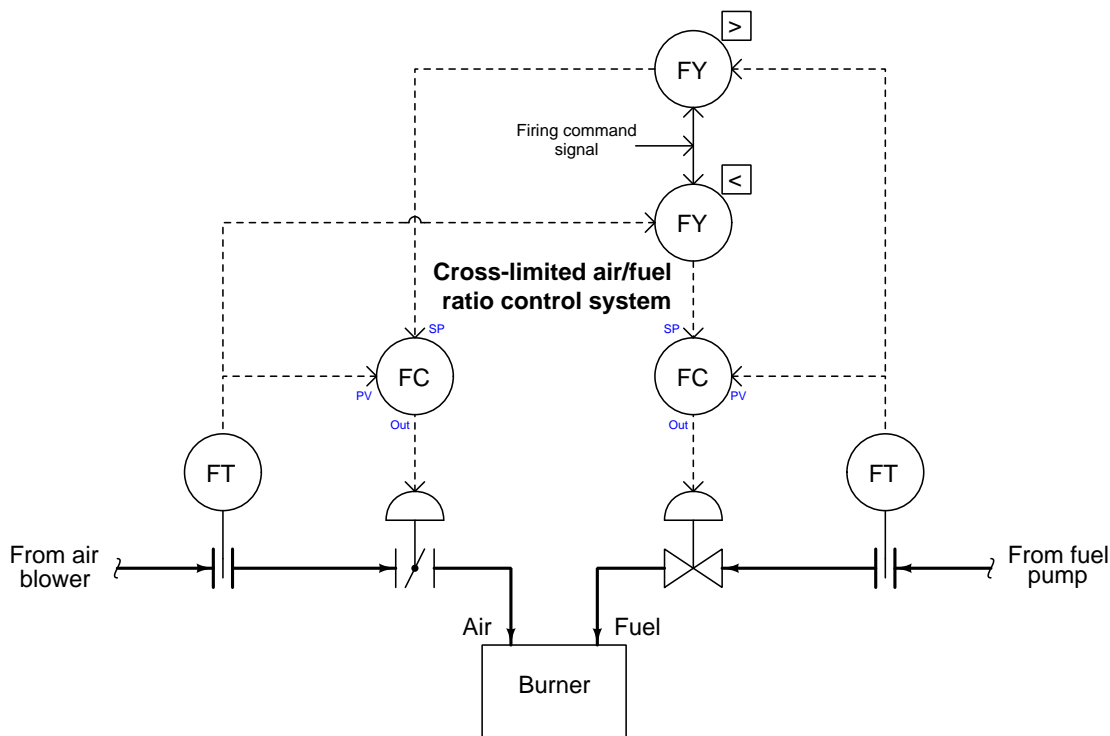 >
FY
Firing command
signal
<
FY
Cross-limited air/fuel
ratio control system
SP
SP
FC
FC
PV
PV
Out
Out
FT
FT
From air
blower
From fuel
pump
Air
Fuel
Burner